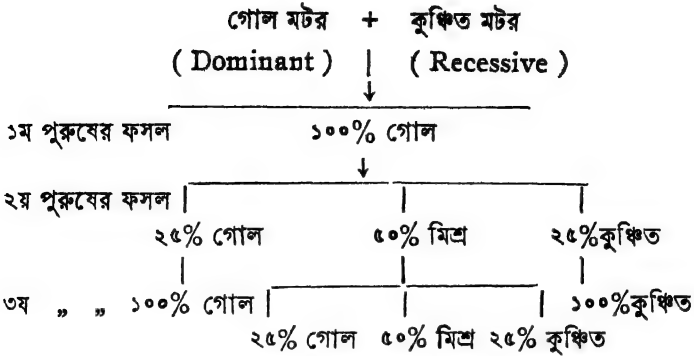 গোল মটর + কুঞ্চিত মটর
( Dominant ) ( Recessive )
১ম পুরুষের ফসল ১০০% গোল
২য় পুরুষের ফসল
২৫% গোল ৫০% মিশ্র ২৫%কুঞ্চিত
৩য „ „ ১০০% গোল ১০০%কুঞ্চিত
২৫% গোল ৫০% মিশ্র ২৫% কুঞ্চিত